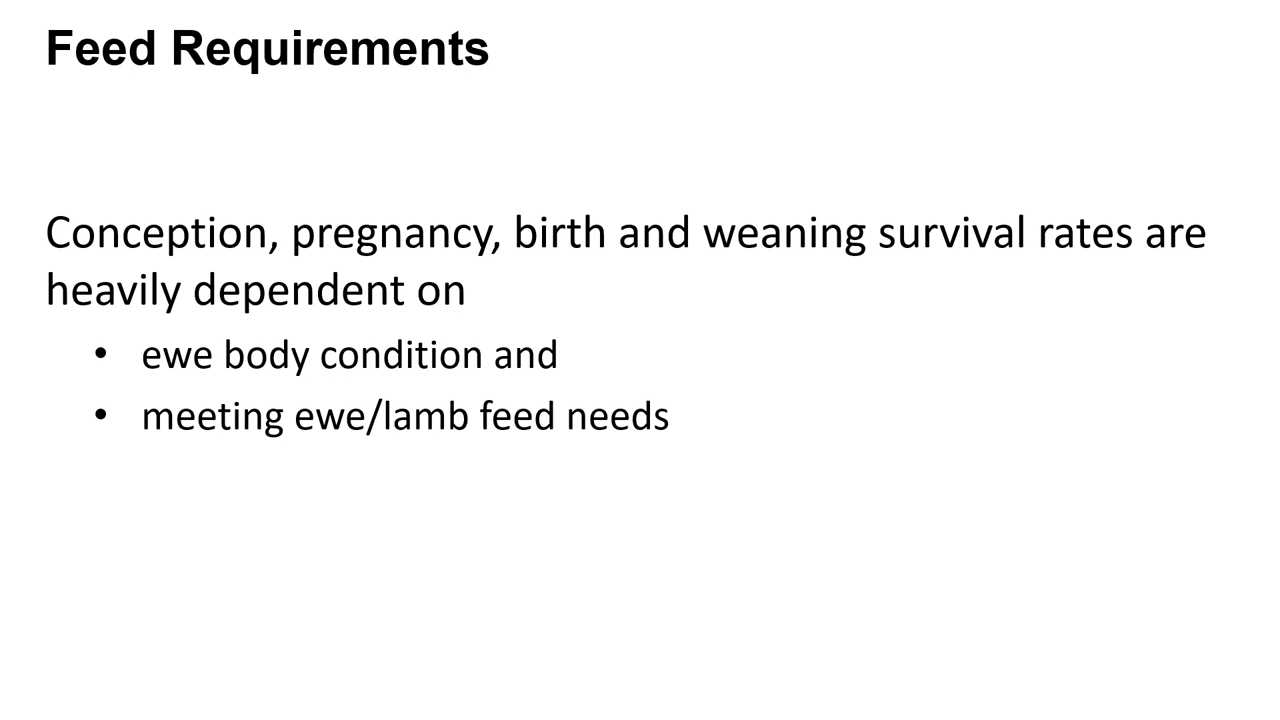 Feed Requirements
Conception, pregnancy, birth and weaning survival rates are
heavily dependent on
• ewe body condition and
• meeting ewe/lamb feed needs